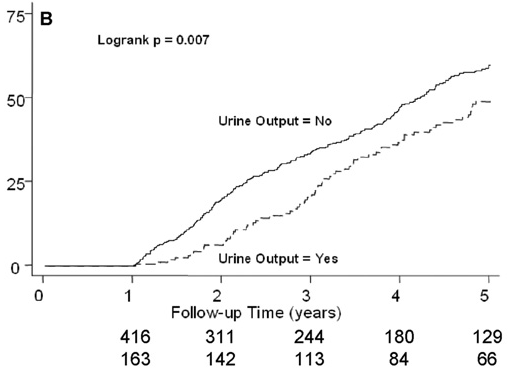 75
B
Logrank p = 0.007
50
Urine Output = No
25
Urine Output = Yes
0
0 1 2 3 4 5
Follow-up Time (years)
416 311 244 180 129
163 142 113 84 66